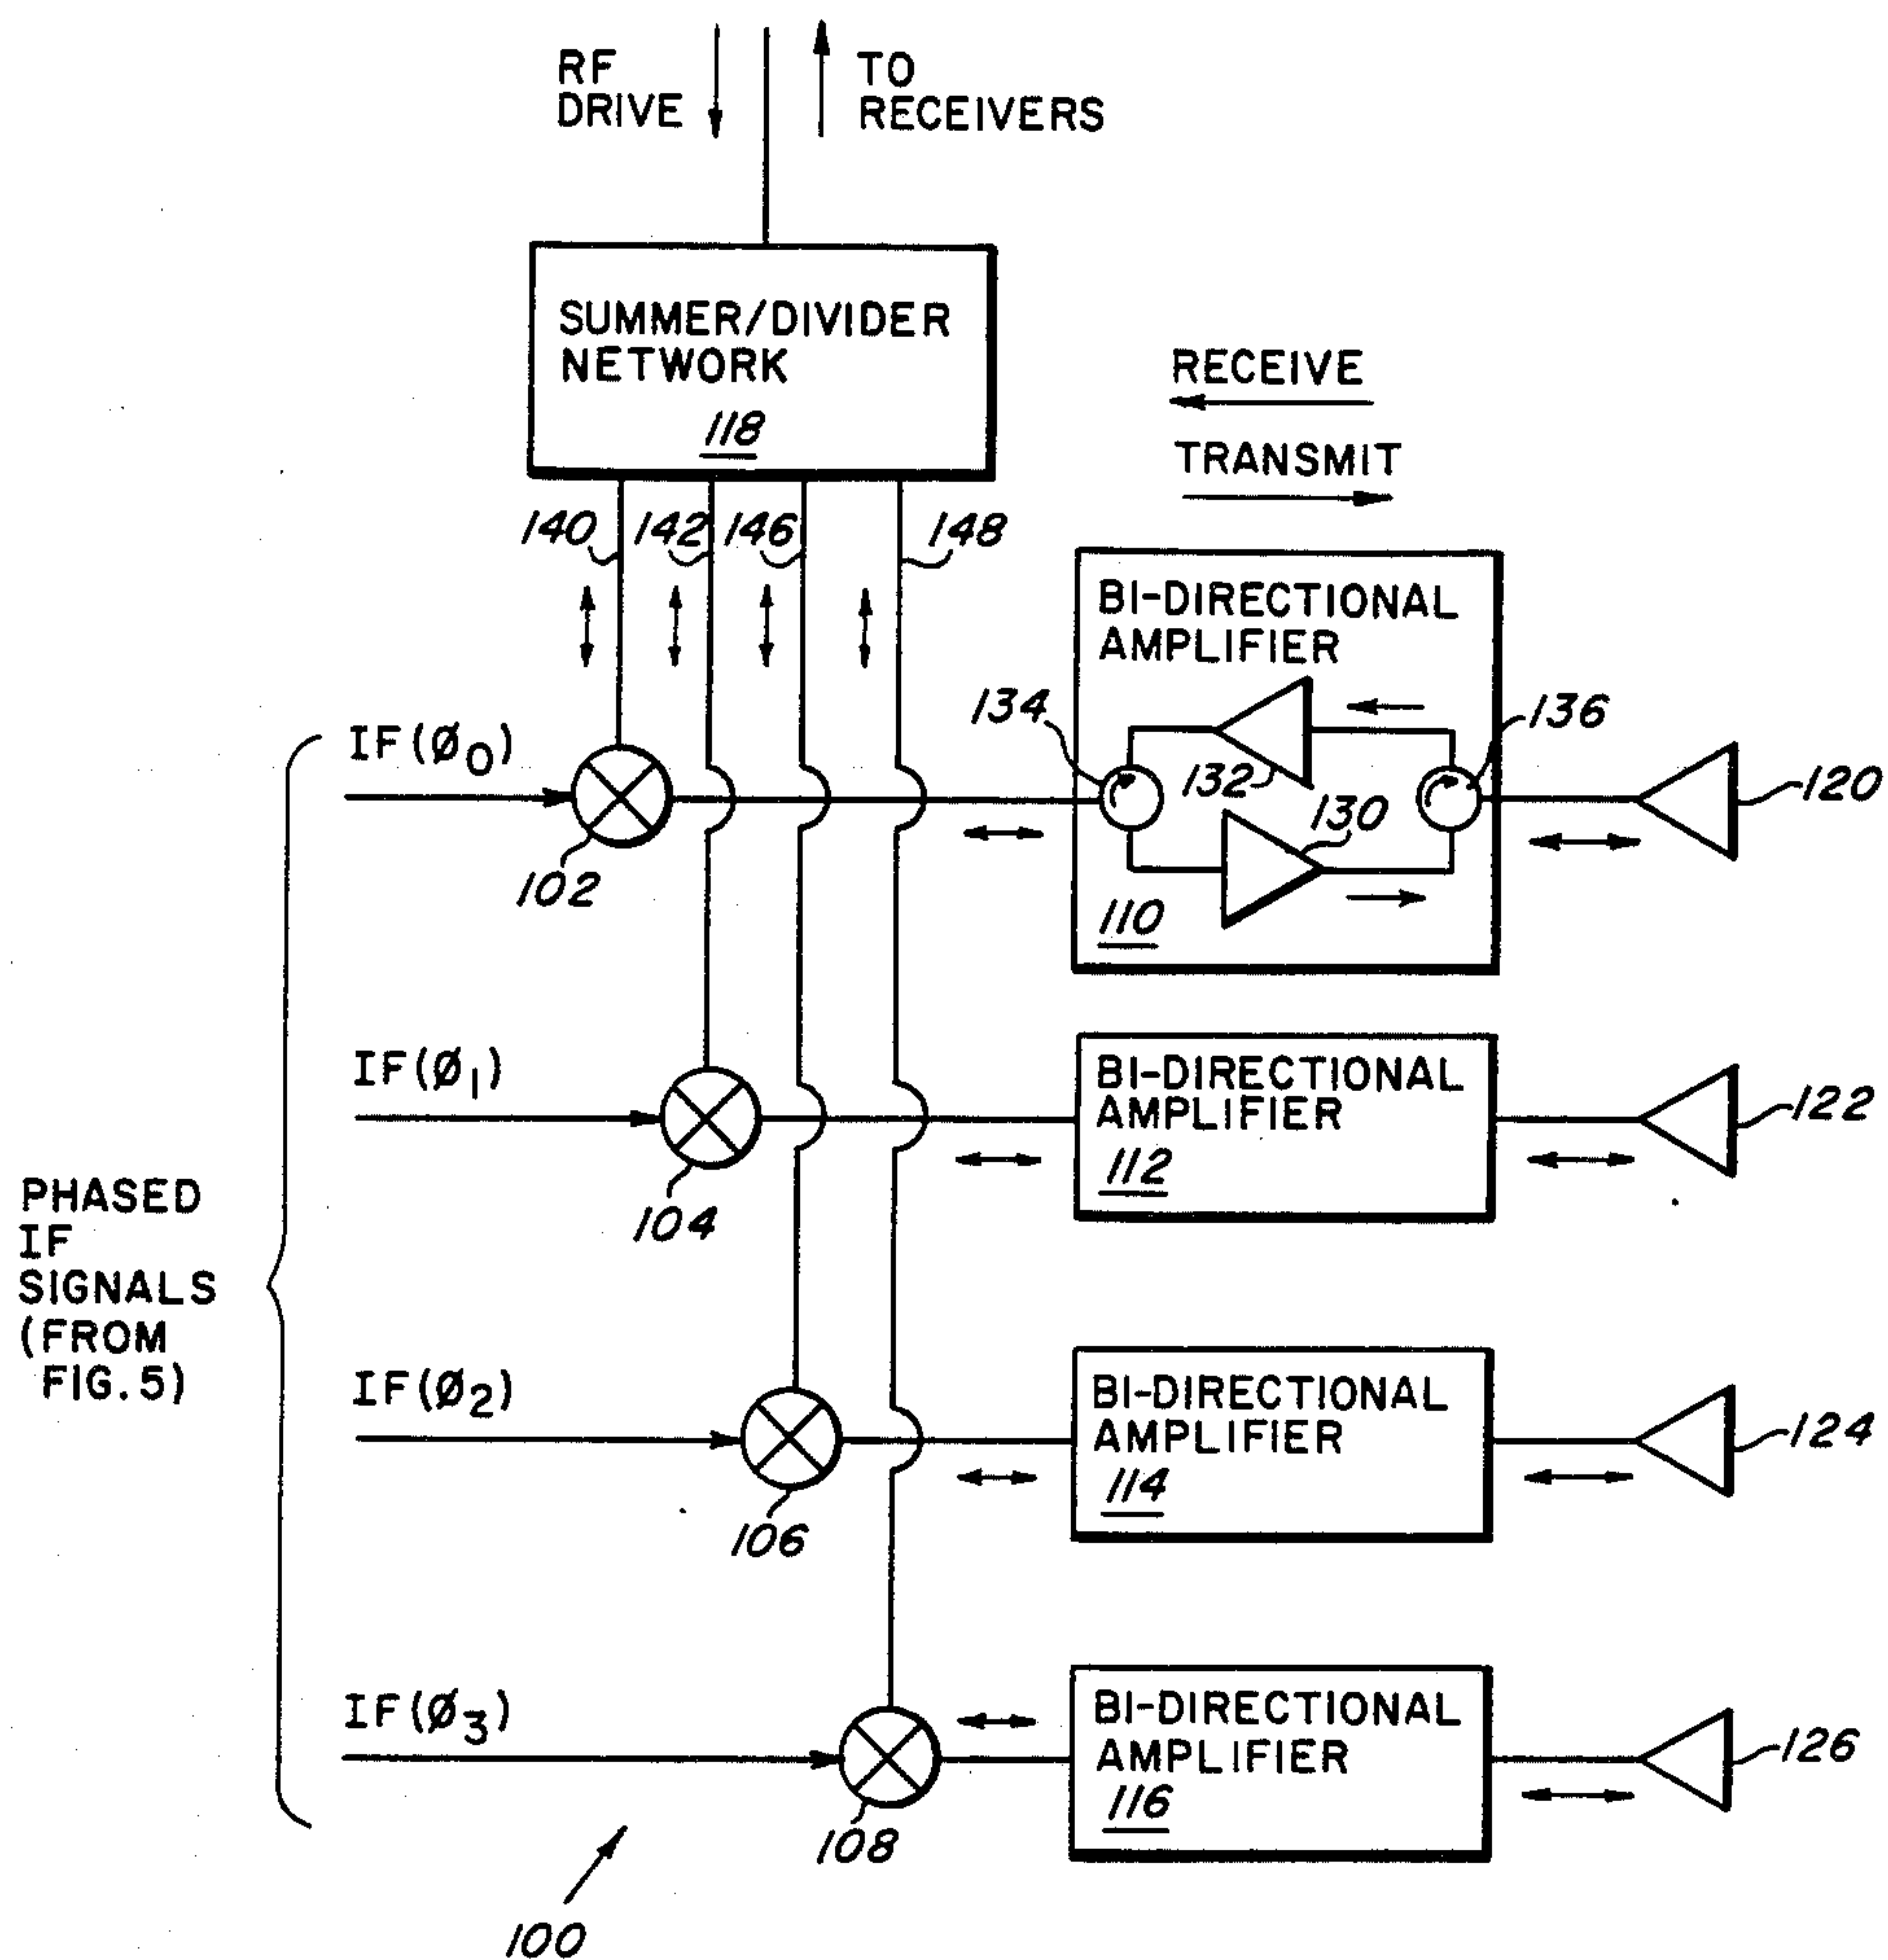 RF
DRIVE
TO
RECEIVERS
SUMMER/DIVIDER
NETWORK
118
RECEIVE
TRANSMIT
140
142
146
148
BI-DIRECTIONAL
AMPLIFIER
134
132
136
130
110
IF(Ø0)
102
120
IF(Ø1)
104
BI-DIRECTIONAL
AMPLIFIER
112
122
PHASED
IF
SIGNALS
(FROM
FIG.5)
IF(Ø2)
106
BI-DIRECTIONAL
AMPLIFIER
114
124
IF(Ø3)
108
BI-DIRECTIONAL
AMPLIFIER
116
126
100